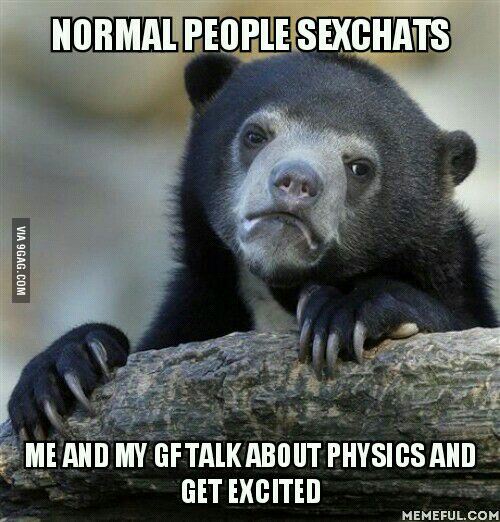 NORMAL PEOPLE SEXCHATS
VIA 9GAG.COM
ME AND MY GF TALK ABOUT PHYSICS AND
GET EXCITED
MEMEFUL.COM